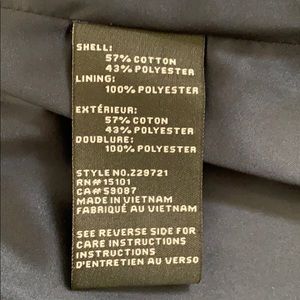 SHELL:
57% COTTON
43% POLYESTER
LINING:
100% POLYESTER
EXTÉRIEUR:
57% COTON
43% POLYESTER
DOUBLURE:
100% POLYESTER
STYLE NO.Z29721
RN#15101
CA#59087
MADE IN VIETNAM
FABRIQUÉ AU VIETNAM
SEE REVERSE SIDE FOR
CARE INSTRUCTIONS
INSTRUCTIONS
D'ENTRETIEN AU VERSO